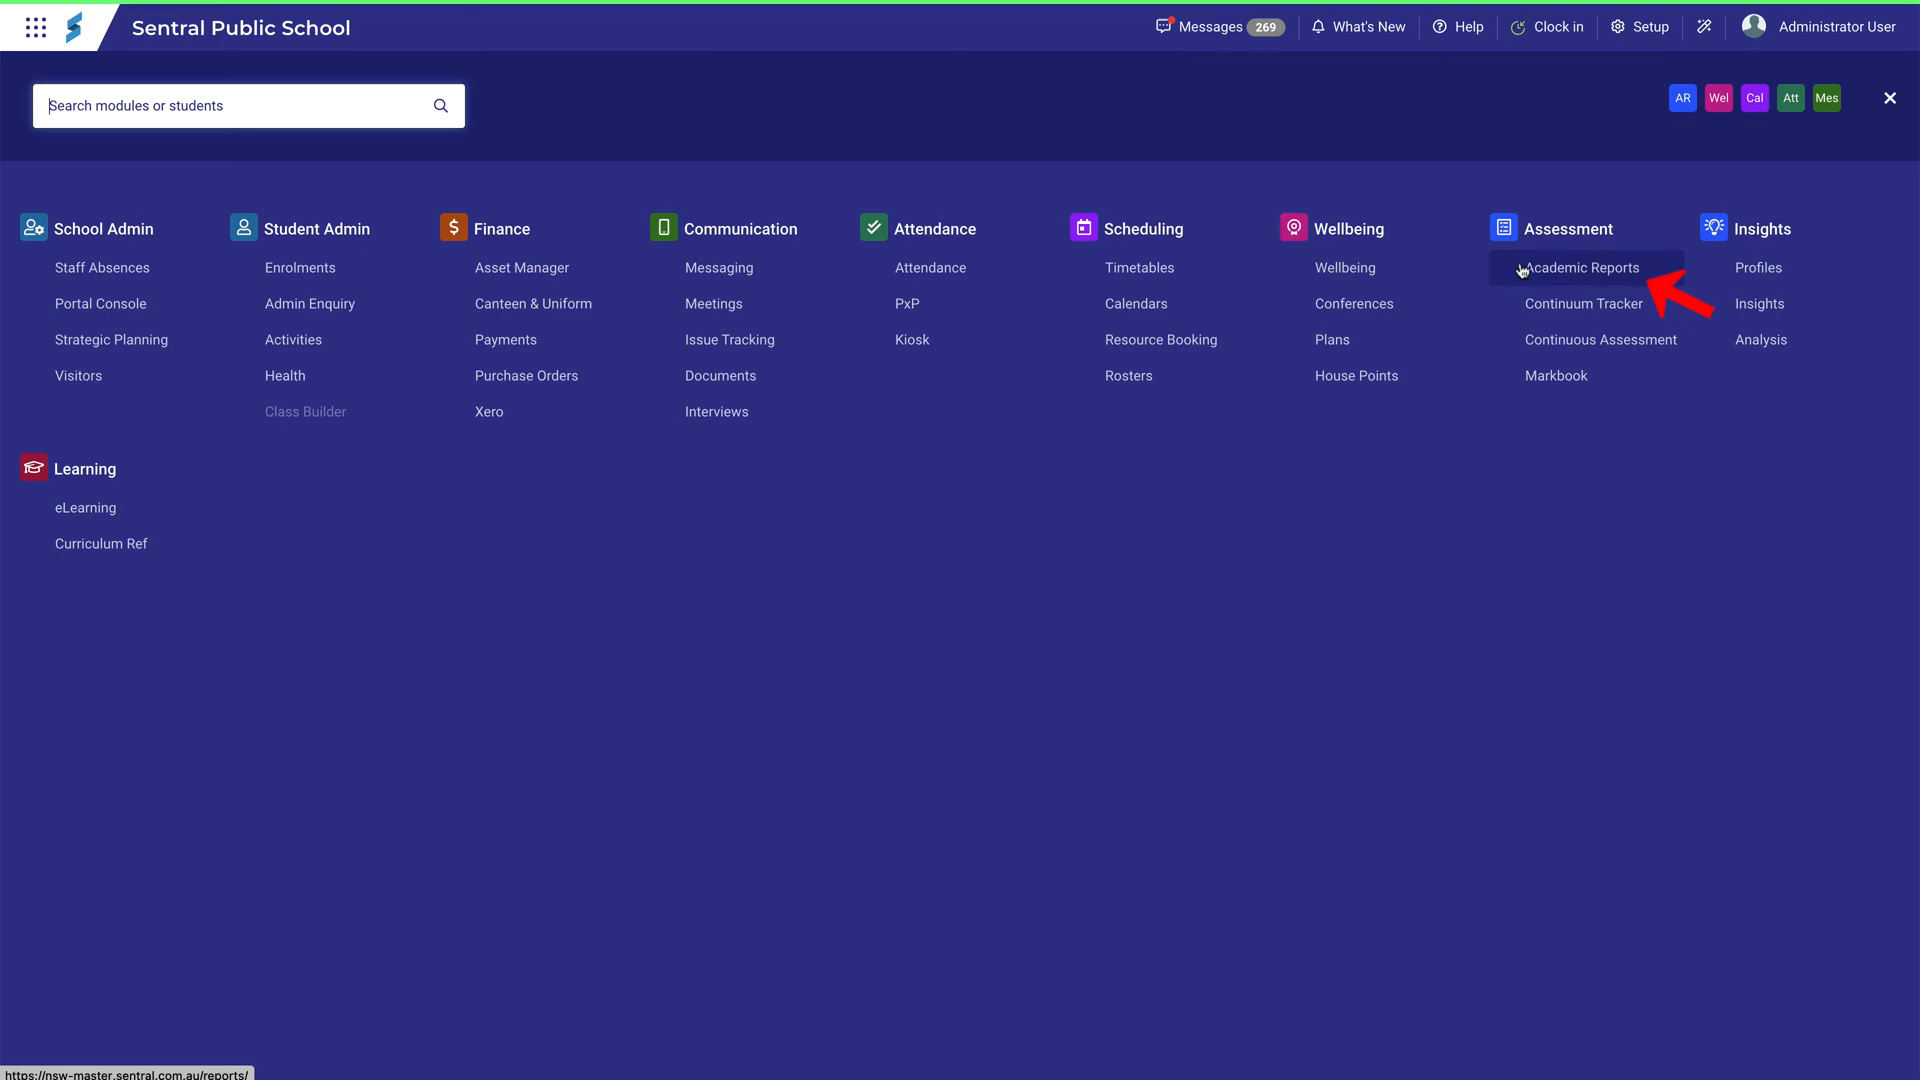 Sentral Public School
Messages 269
What's New
Help
Clock in
Setup
Administrator User
Search modules or students
AR
Wel
Cal
Att
Mes
School Admin
Staff Absences
Portal Console
Strategic Planning
Visitors
Student Admin
Enrolments
Admin Enquiry
Activities
Health
Class Builder
Finance
Asset Manager
Canteen & Uniform
Payments
Purchase Orders
Xero
Communication
Messaging
Meetings
Issue Tracking
Documents
Interviews
Attendance
Attendance
PxP
Kiosk
Scheduling
Timetables
Calendars
Resource Booking
Rosters
Wellbeing
Wellbeing
Conferences
Plans
House Points
Assessment
Academic Reports
Continuum Tracker
Continuous Assessment
Markbook
Insights
Profiles
Insights
Analysis
Learning
eLearning
Curriculum Ref
https://nsw-master.sentral.com.au/reports/